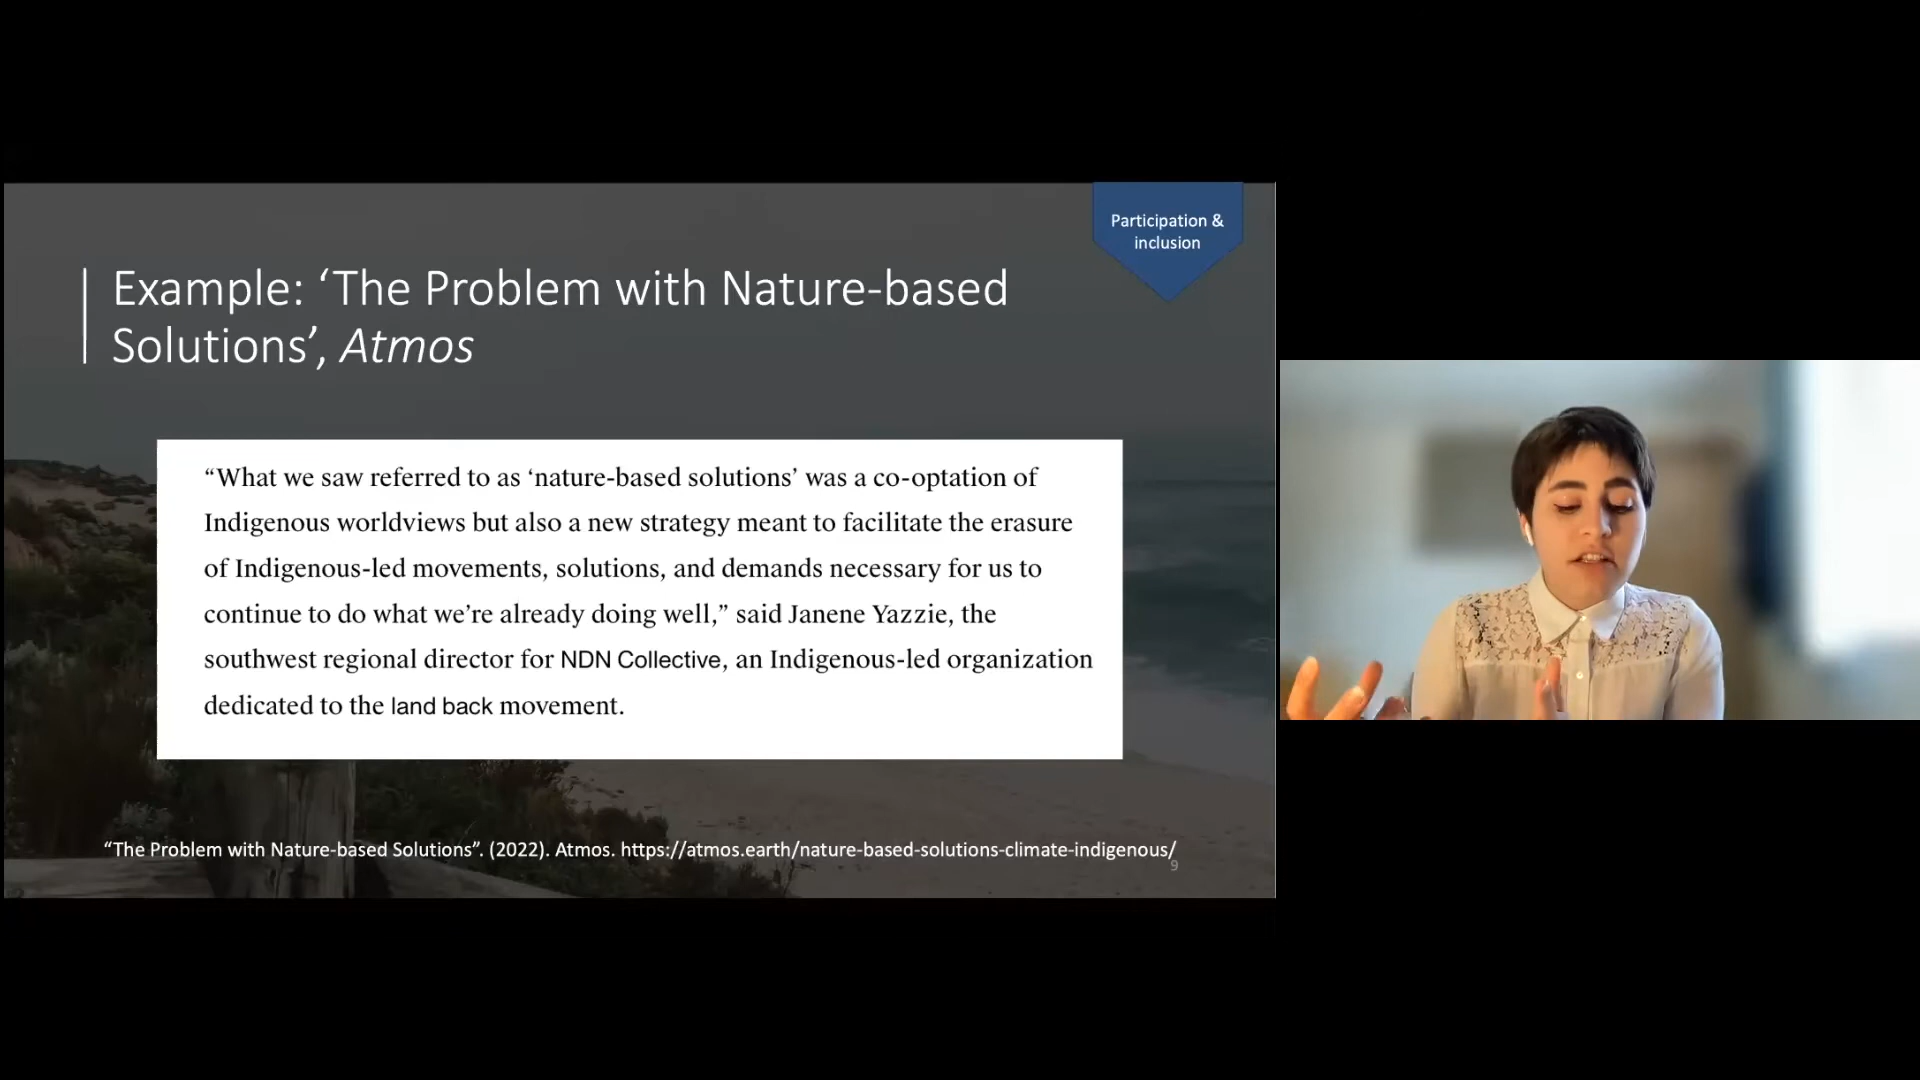 Participation &
inclusion
Example: ‘The Problem with Nature-based
Solutions’, Atmos
“What we saw referred to as ‘nature-based solutions’ was a co-optation of
Indigenous worldviews but also a new strategy meant to facilitate the erasure
of Indigenous-led movements, solutions, and demands necessary for us to
continue to do what we’re already doing well,” said Janene Yazzie, the
southwest regional director for NDN Collective, an Indigenous-led organization
dedicated to the land back movement.
“The Problem with Nature-based Solutions”. (2022). Atmos. https://atmos.earth/nature-based-solutions-climate-indigenous/
9